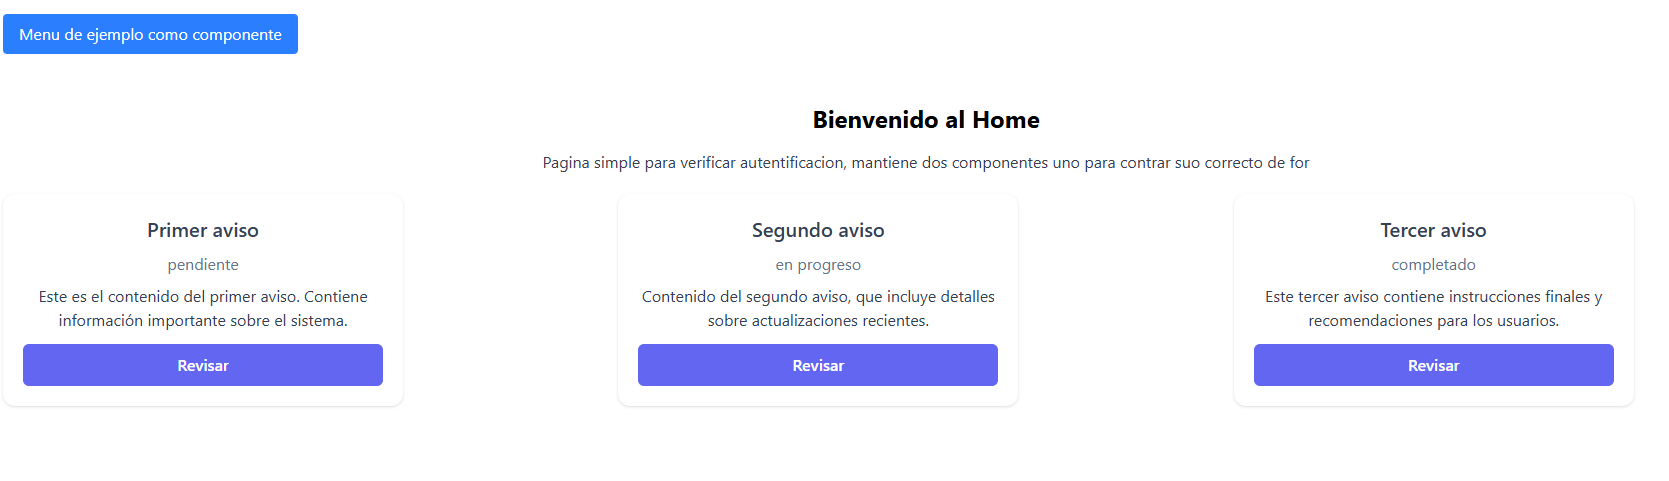 Menu de ejemplo como componente
Bienvenido al Home
Pagina simple para verificar autentificacion, mantiene dos componentes uno para contrar suo correcto de for
Primer aviso
pendiente
Este es el contenido del primer aviso. Contiene
información importante sobre el sistema.
Revisar
Segundo aviso
en progreso
Contenido del segundo aviso, que incluye detalles
sobre actualizaciones recientes.
Revisar
Tercer aviso
completado
Este tercer aviso contiene instrucciones finales y
recomendaciones para los usuarios.
Revisar